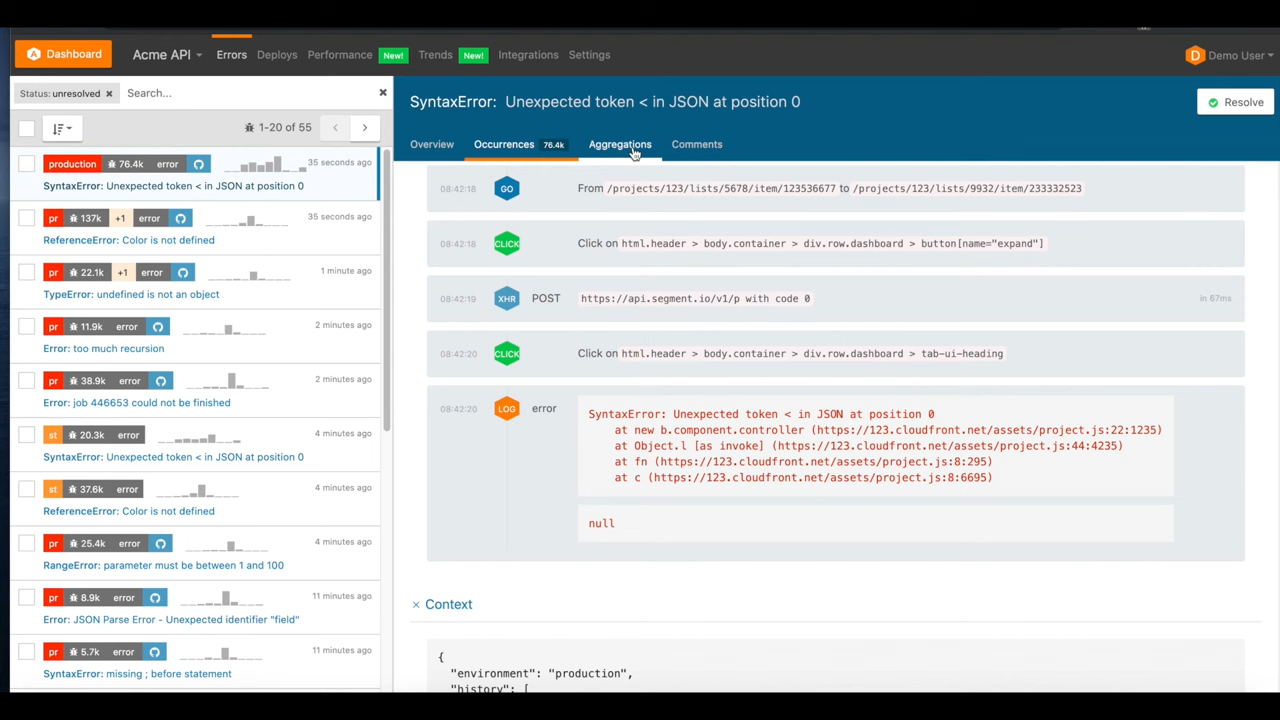 Dashboard
Acme API
Errors
Deploys
Performance
New!
Trends
New!
Integrations
Settings
D
Demo User
Status: unresolved ×
Search...
1-20 of 55
production 76.4k error
35 seconds ago
SyntaxError: Unexpected token < in JSON at position 0
pr 137k +1 error
35 seconds ago
ReferenceError: Color is not defined
pr 22.1k +1 error
1 minute ago
TypeError: undefined is not an object
pr 11.9k error
2 minutes ago
Error: too much recursion
pr 38.9k error
2 minutes ago
Error: job 446653 could not be finished
st 20.3k error
4 minutes ago
SyntaxError: Unexpected token < in JSON at position 0
st 37.6k error
4 minutes ago
ReferenceError: Color is not defined
pr 25.4k error
4 minutes ago
RangeError: parameter must be between 1 and 100
pr 8.9k error
11 minutes ago
Error: JSON Parse Error - Unexpected identifier "field"
pr 5.7k error
11 minutes ago
SyntaxError: missing ; before statement
SyntaxError: Unexpected token < in JSON at position 0
Resolve
Overview
Occurrences 76.4k
Aggregations
Comments
08:42:18 GO From /projects/123/lists/5678/item/123536677 to /projects/123/lists/9932/item/233332523
08:42:18 CLICK Click on html.header > body.container > div.row.dashboard > button[name="expand"]
08:42:19 XHR POST https://api.segment.io/v1/p with code 0 in 67ms
08:42:20 CLICK Click on html.header > body.container > div.row.dashboard > tab-ui-heading
08:42:20 LOG error
SyntaxError: Unexpected token < in JSON at position 0
at new b.component.controller (https://123.cloudfront.net/assets/project.js:22:1235)
at Object.l [as invoke] (https://123.cloudfront.net/assets/project.js:44:4235)
at fn (https://123.cloudfront.net/assets/project.js:8:295)
at c (https://123.cloudfront.net/assets/project.js:8:6695)
null
× Context
{
"environment": "production",
"history": [